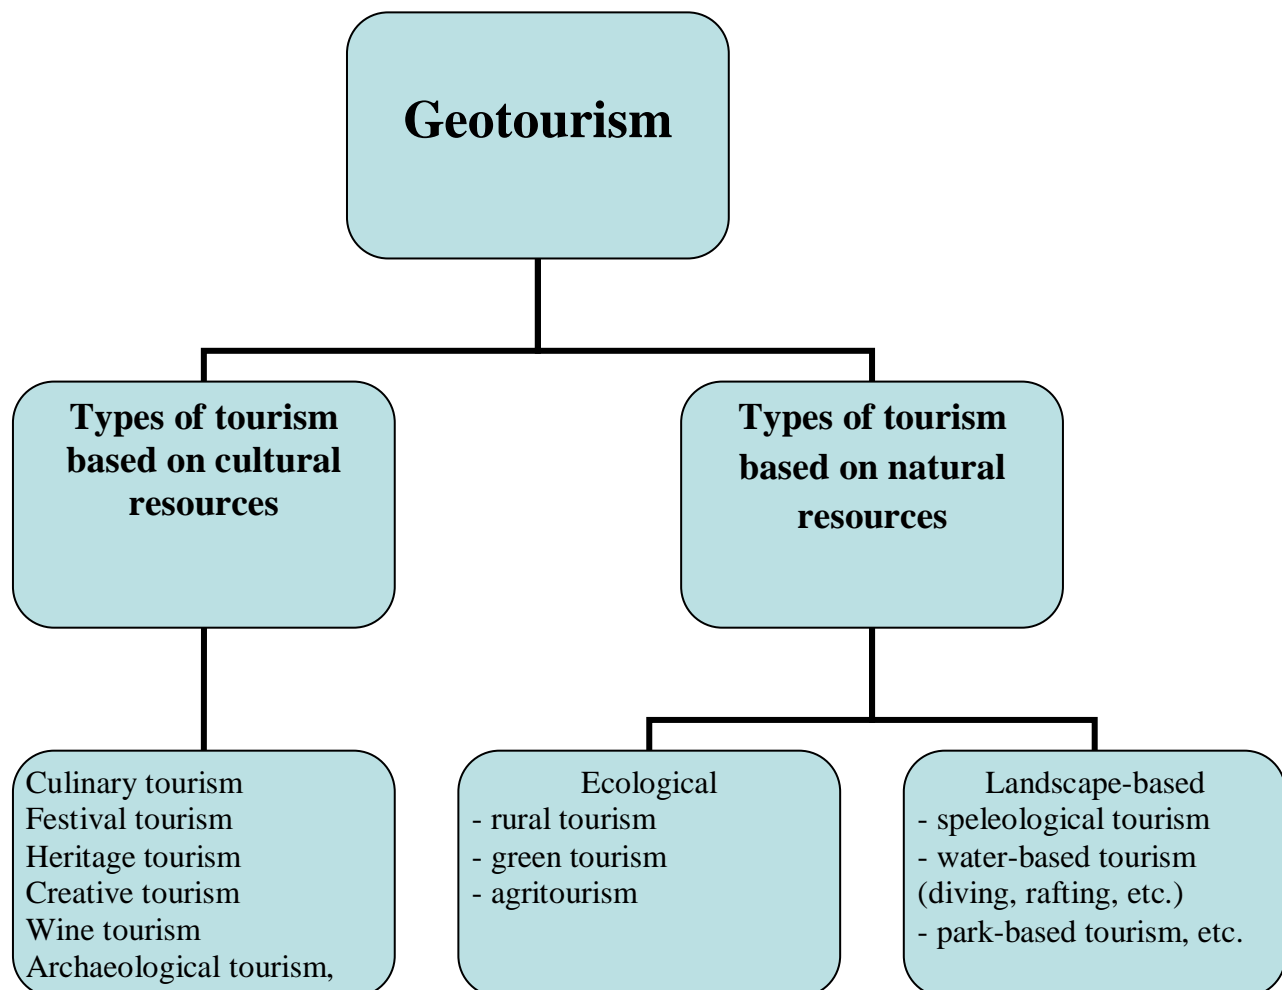 Geotourism
Types of tourism
based on cultural
resources
Types of tourism
based on natural
resources
Culinary tourism
Festival tourism
Heritage tourism
Creative tourism
Wine tourism
Archaeological tourism,
Ecological
- rural tourism
- green tourism
- agritourism
Landscape-based
- speleological tourism
- water-based tourism
(diving, rafting, etc.)
- park-based tourism, etc.